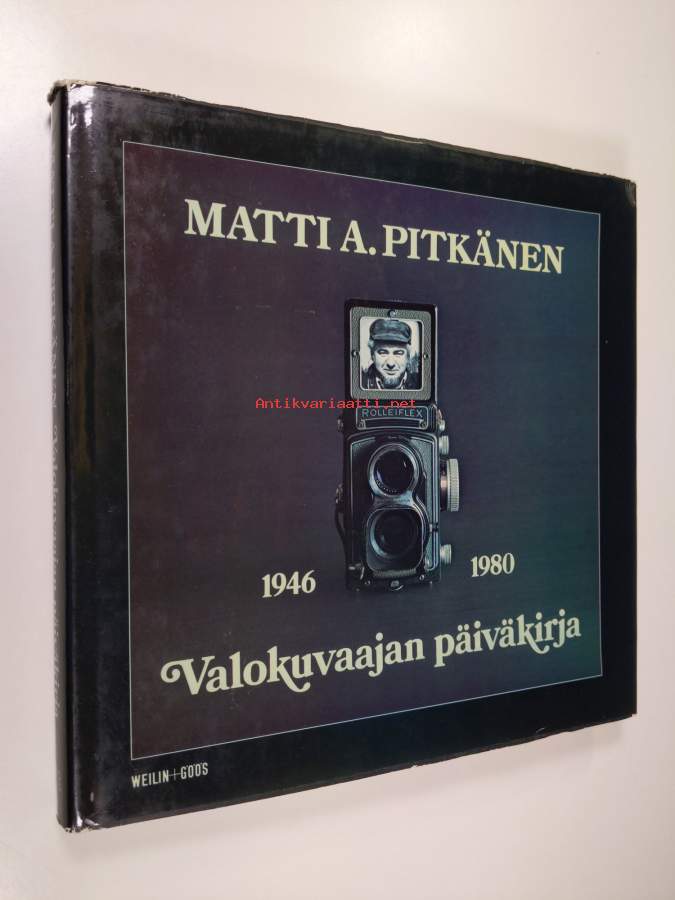 MATTI A. PITKÄNEN
Antikvariaatti.net
ROLLEIFLEX
1946
1980
Valokuvaajan päiväkirja
WEILIN+GÖÖS